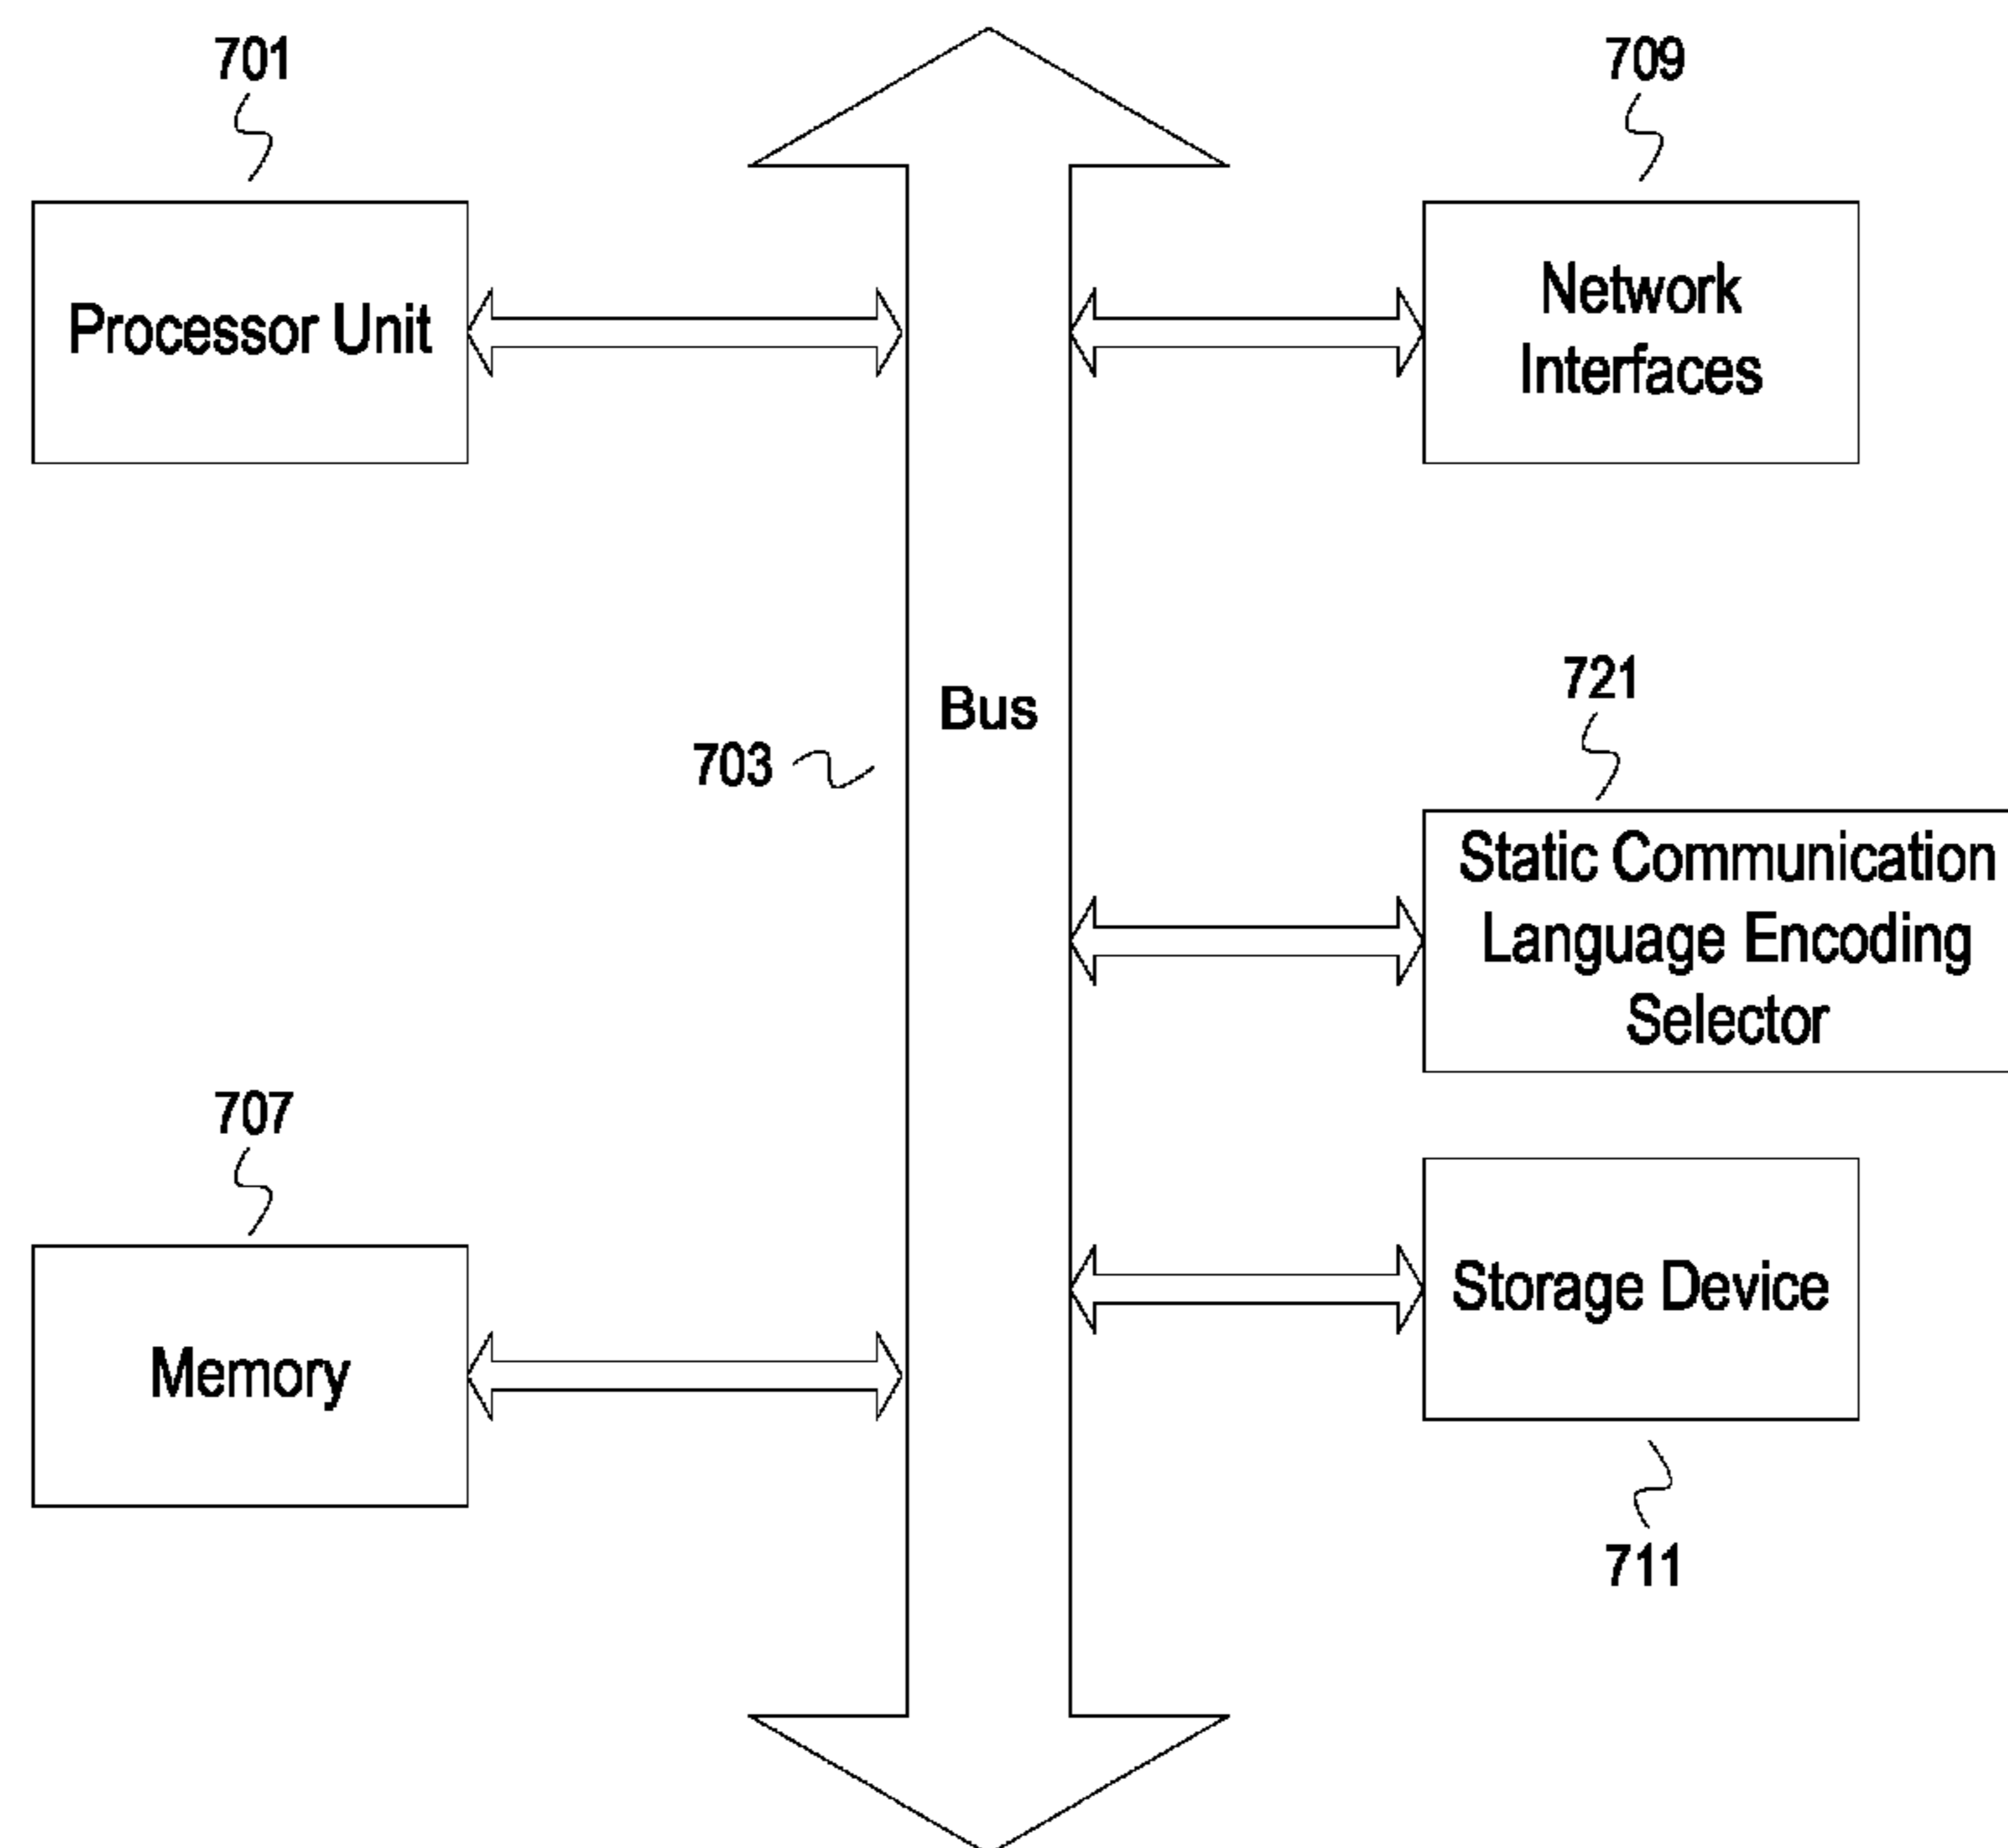 701
709
Processor Unit
Network
Interfaces
Bus
703
721
Static Communication
Language Encoding
Selector
707
Memory
Storage Device
711